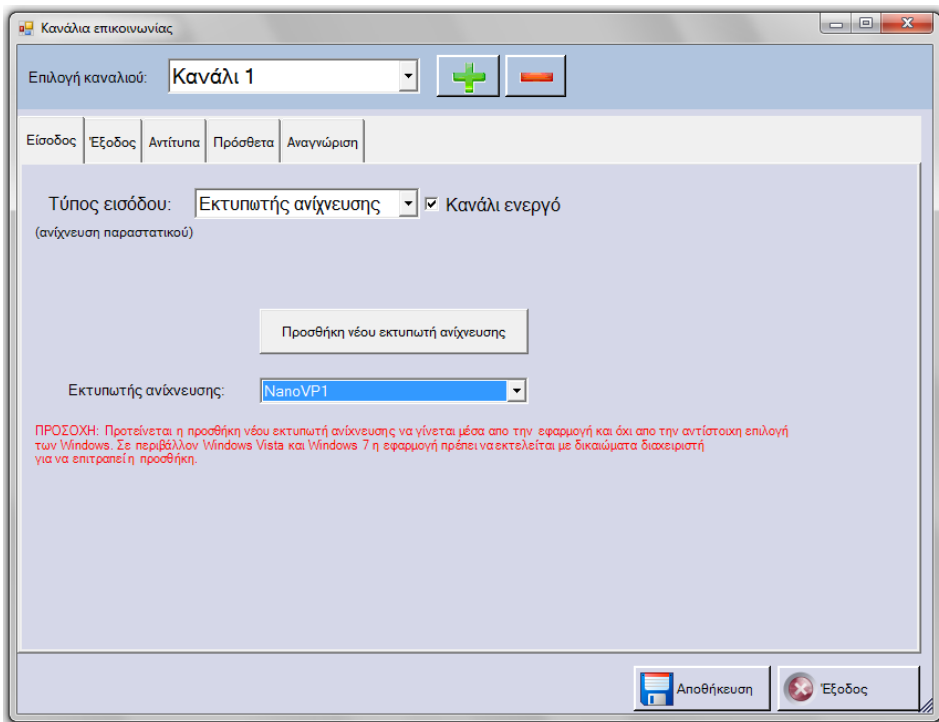 Κανάλια επικοινωνίας
Επιλογή καναλιού: Κανάλι 1
Είσοδος Έξοδος Αντίτυπα Πρόσθετα Αναγνώριση
Τύπος εισόδου: Εκτυπωτής ανίχνευσης Κανάλι ενεργό
(ανίχνευση παραστατικού)
Προσθήκη νέου εκτυπωτή ανίχνευσης
Εκτυπωτής ανίχνευσης: NanoVP1
ΠΡΟΣΟΧΗ: Προτείνεται η προσθήκη νέου εκτυπωτή ανίχνευσης να γίνεται μέσα απο την εφαρμογή και όχι απο την αντίστοιχη επιλογή
των Windows. Σε περιβάλλον Windows Vista και Windows 7 η εφαρμογή πρέπει να εκτελείται με δικαιώματα διαχειριστή
για να επιτραπεί η προσθήκη.
Αποθήκευση Έξοδος